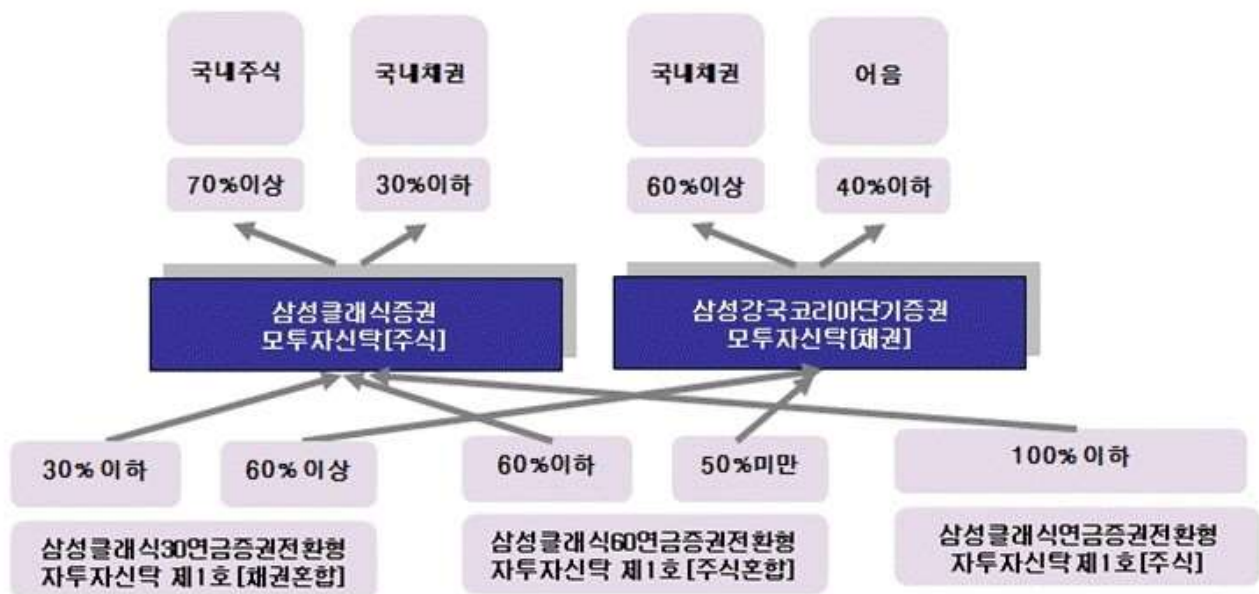 국내주식
국내채권
국내채권
어음
70%이상
30%이하
60%이상
40%이하
삼성클래식증권
모투자신탁[주식]
삼성강국코리아단기증권
모투자신탁[채권]
30%이하
60%이상
60%이하
50%미만
100%이하
삼성클래식30연금증권전환형
자투자신탁 제1호[채권혼합]
삼성클래식60연금증권전환형
자투자신탁 제1호[주식혼합]
삼성클래식연금증권전환형
자투자신탁 제1호[주식]